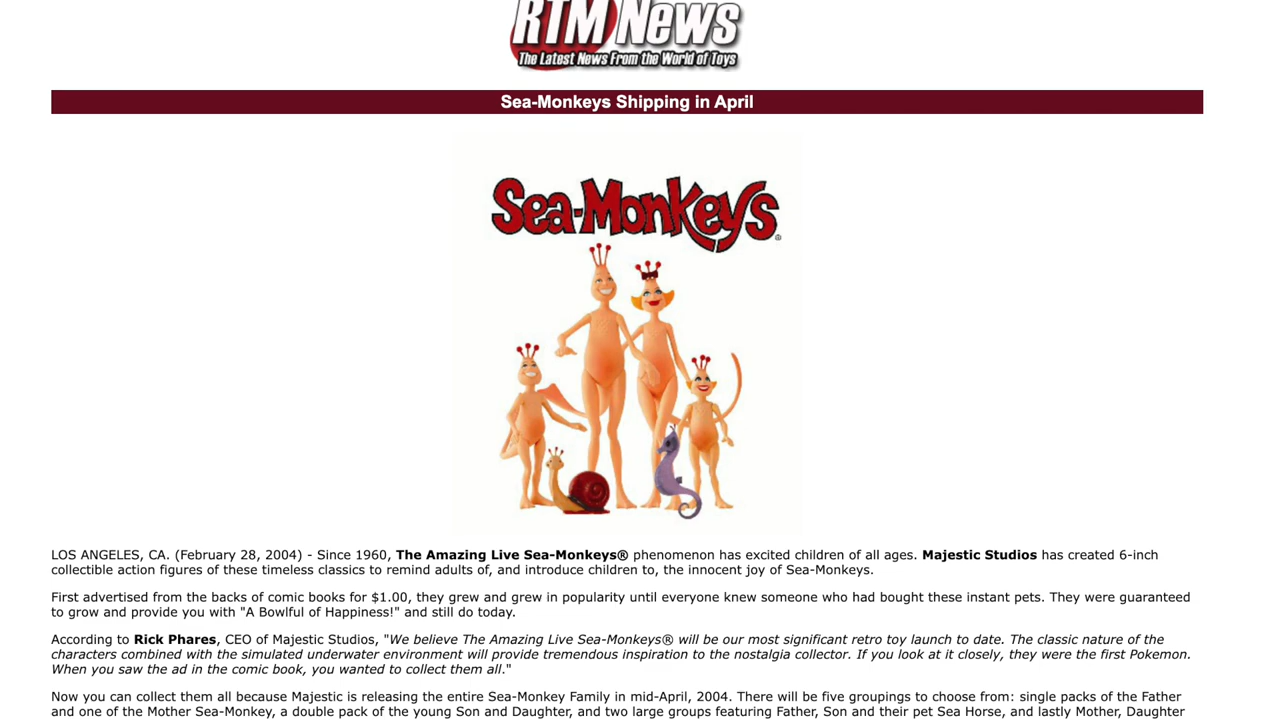 RTM News
The Latest News From the World of Toys
Sea-Monkeys Shipping in April
Sea-Monkeys®
LOS ANGELES, CA. (February 28, 2004) - Since 1960, The Amazing Live Sea-Monkeys® phenomenon has excited children of all ages. Majestic Studios has created 6-inch
collectible action figures of these timeless classics to remind adults of, and introduce children to, the innocent joy of Sea-Monkeys.
First advertised from the backs of comic books for $1.00, they grew and grew in popularity until everyone knew someone who had bought these instant pets. They were guaranteed
to grow and provide you with "A Bowlful of Happiness!" and still do today.
According to Rick Phares, CEO of Majestic Studios, "We believe The Amazing Live Sea-Monkeys® will be our most significant retro toy launch to date. The classic nature of the
characters combined with the simulated underwater environment will provide tremendous inspiration to the nostalgia collector. If you look at it closely, they were the first Pokemon.
When you saw the ad in the comic book, you wanted to collect them all."
Now you can collect them all because Majestic is releasing the entire Sea-Monkey Family in mid-April, 2004. There will be five groupings to choose from: single packs of the Father
and one of the Mother Sea-Monkey, a double pack of the young Son and Daughter, and two large groups featuring Father, Son and their pet Sea Horse, and lastly Mother, Daughter